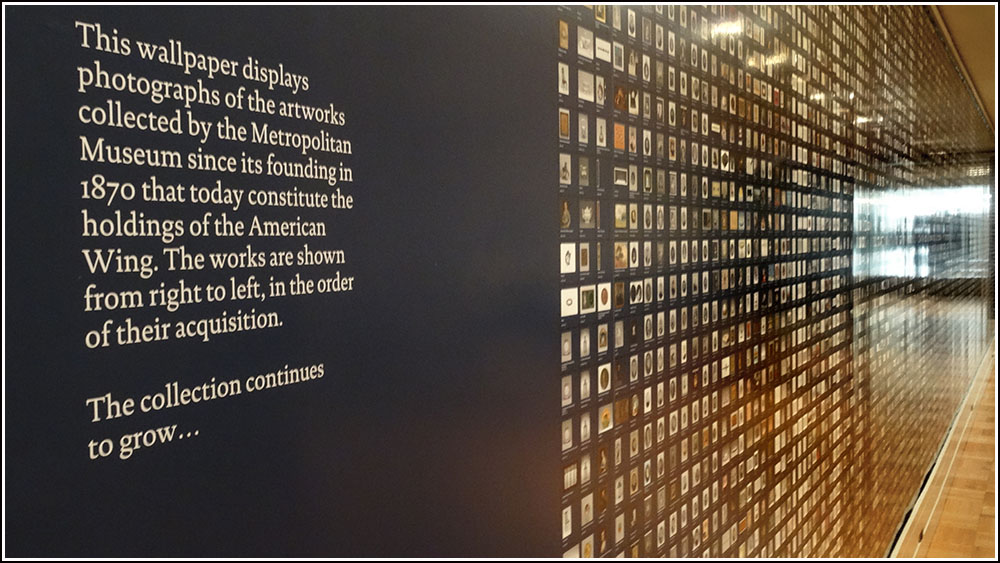 This wallpaper displays
photographs of the artworks
collected by the Metropolitan
Museum since its founding in
1870 that today constitute the
holdings of the American
Wing. The works are shown
from right to left, in the order
of their acquisition.
The collection continues
to grow...